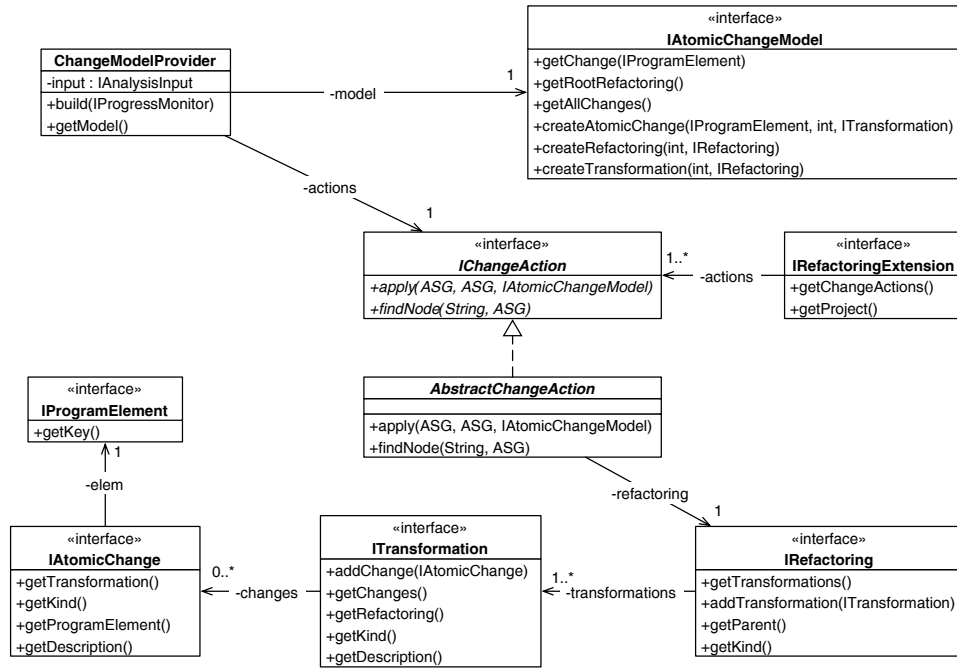 «interface»
IAtomicChangeModel
+getChange(IProgramElement)
+getRootRefactoring()
+getAllChanges()
+createAtomicChange(IProgramElement, int, ITransformation)
+createRefactoring(int, IRefactoring)
+createTransformation(int, IRefactoring)
ChangeModelProvider
-input : IAnalysisInput
+build(IProgressMonitor)
+getModel()
-model
1
-actions
1
«interface»
IChangeAction
+apply(ASG, ASG, IAtomicChangeModel)
+findNode(String, ASG)
1..*
-actions
«interface»
IRefactoringExtension
+getChangeActions()
+getProject()
AbstractChangeAction
+apply(ASG, ASG, IAtomicChangeModel)
+findNode(String, ASG)
«interface»
IProgramElement
+getKey()
1
-elem
-refactoring
1
«interface»
IAtomicChange
+getTransformation()
+getKind()
+getProgramElement()
+getDescription()
0..*
-changes
«interface»
ITransformation
+addChange(IAtomicChange)
+getChanges()
+getRefactoring()
+getKind()
+getDescription()
1..*
-transformations
«interface»
IRefactoring
+getTransformations()
+addTransformation(ITransformation)
+getParent()
+getKind()